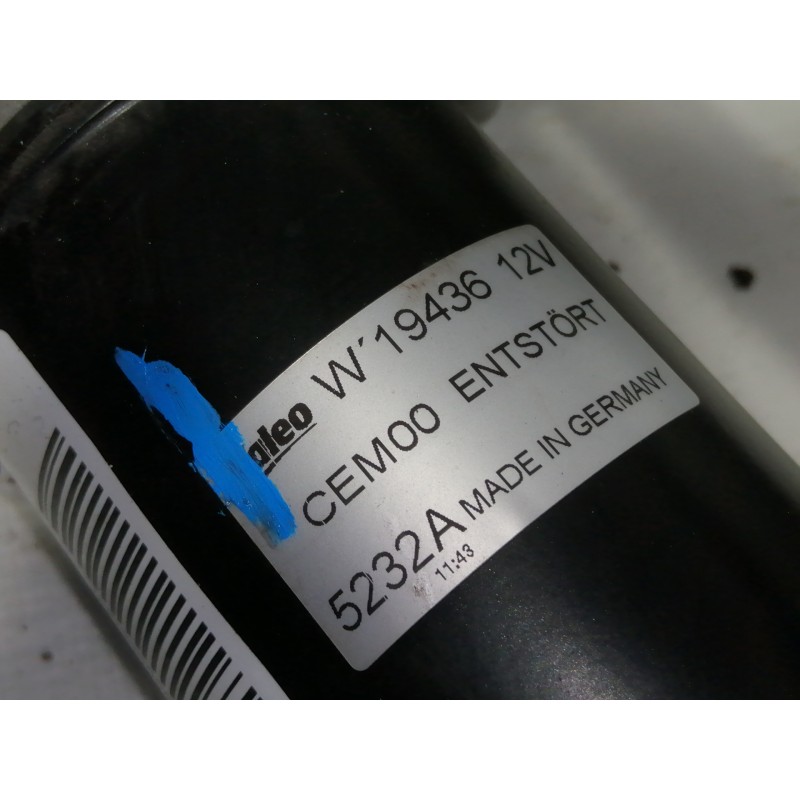 W´19436 12V
CEM00 ENTSTÖRT
5232A MADE IN GERMANY
11:43